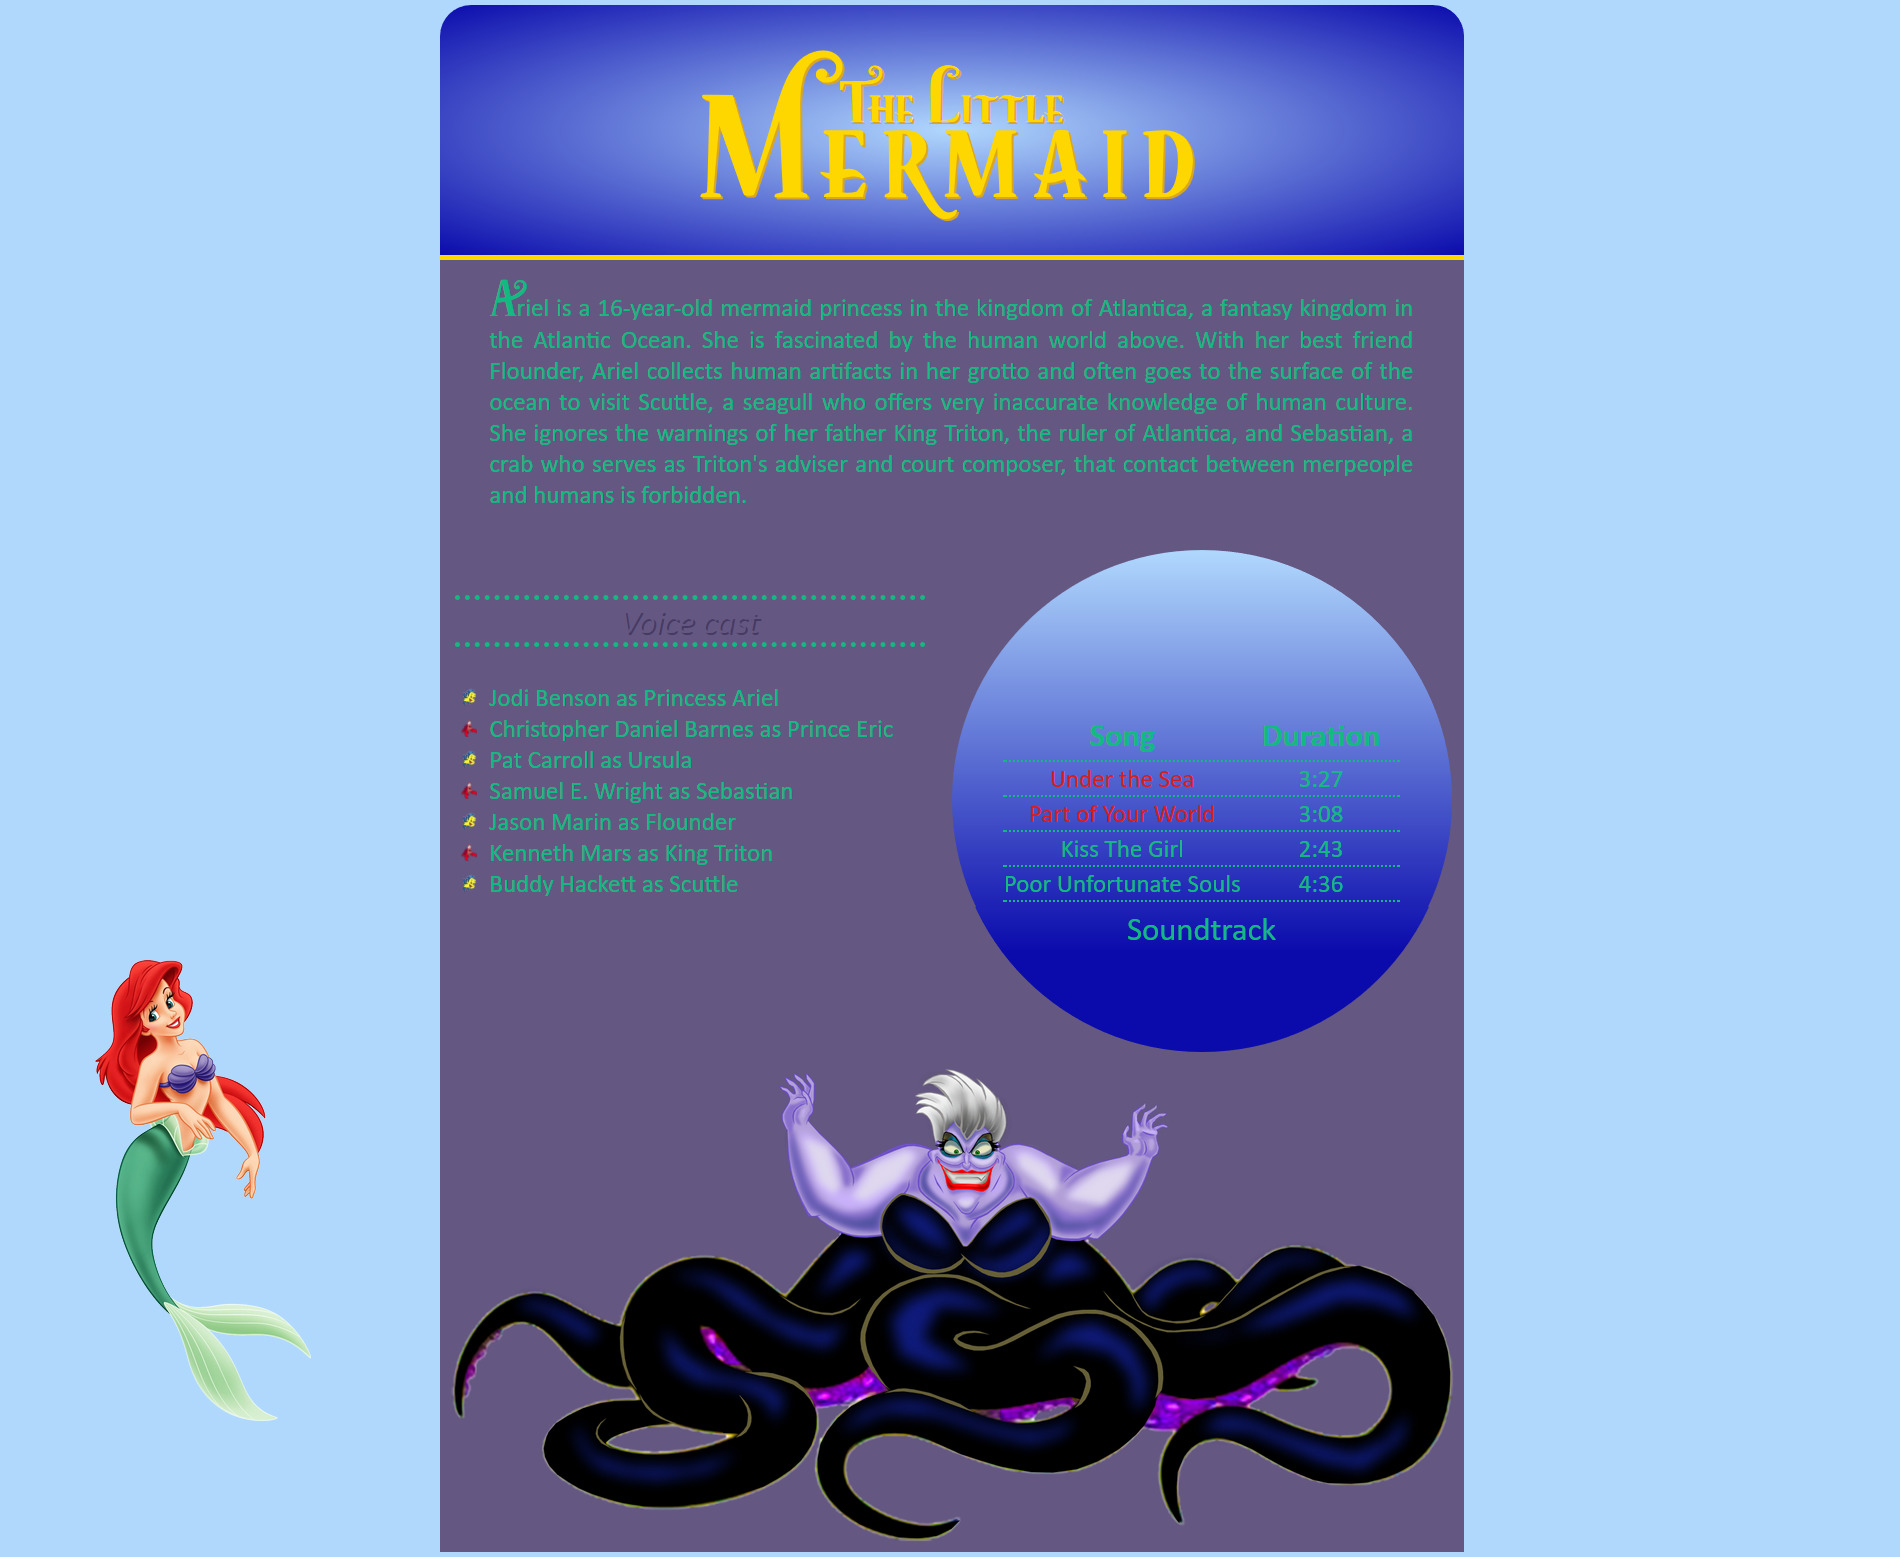 The Little
Mermaid
Ariel is a 16-year-old mermaid princess in the kingdom of Atlantica, a fantasy kingdom in
the Atlantic Ocean. She is fascinated by the human world above. With her best friend
Flounder, Ariel collects human artifacts in her grotto and often goes to the surface of the
ocean to visit Scuttle, a seagull who offers very inaccurate knowledge of human culture.
She ignores the warnings of her father King Triton, the ruler of Atlantica, and Sebastian, a
crab who serves as Triton's adviser and court composer, that contact between merpeople
and humans is forbidden.
Voice cast
Jodi Benson as Princess Ariel
Christopher Daniel Barnes as Prince Eric
Pat Carroll as Ursula
Samuel E. Wright as Sebastian
Jason Marin as Flounder
Kenneth Mars as King Triton
Buddy Hackett as Scuttle
Song Duration
Under the Sea 3:27
Part of Your World 3:08
Kiss The Girl 2:43
Poor Unfortunate Souls 4:36
Soundtrack